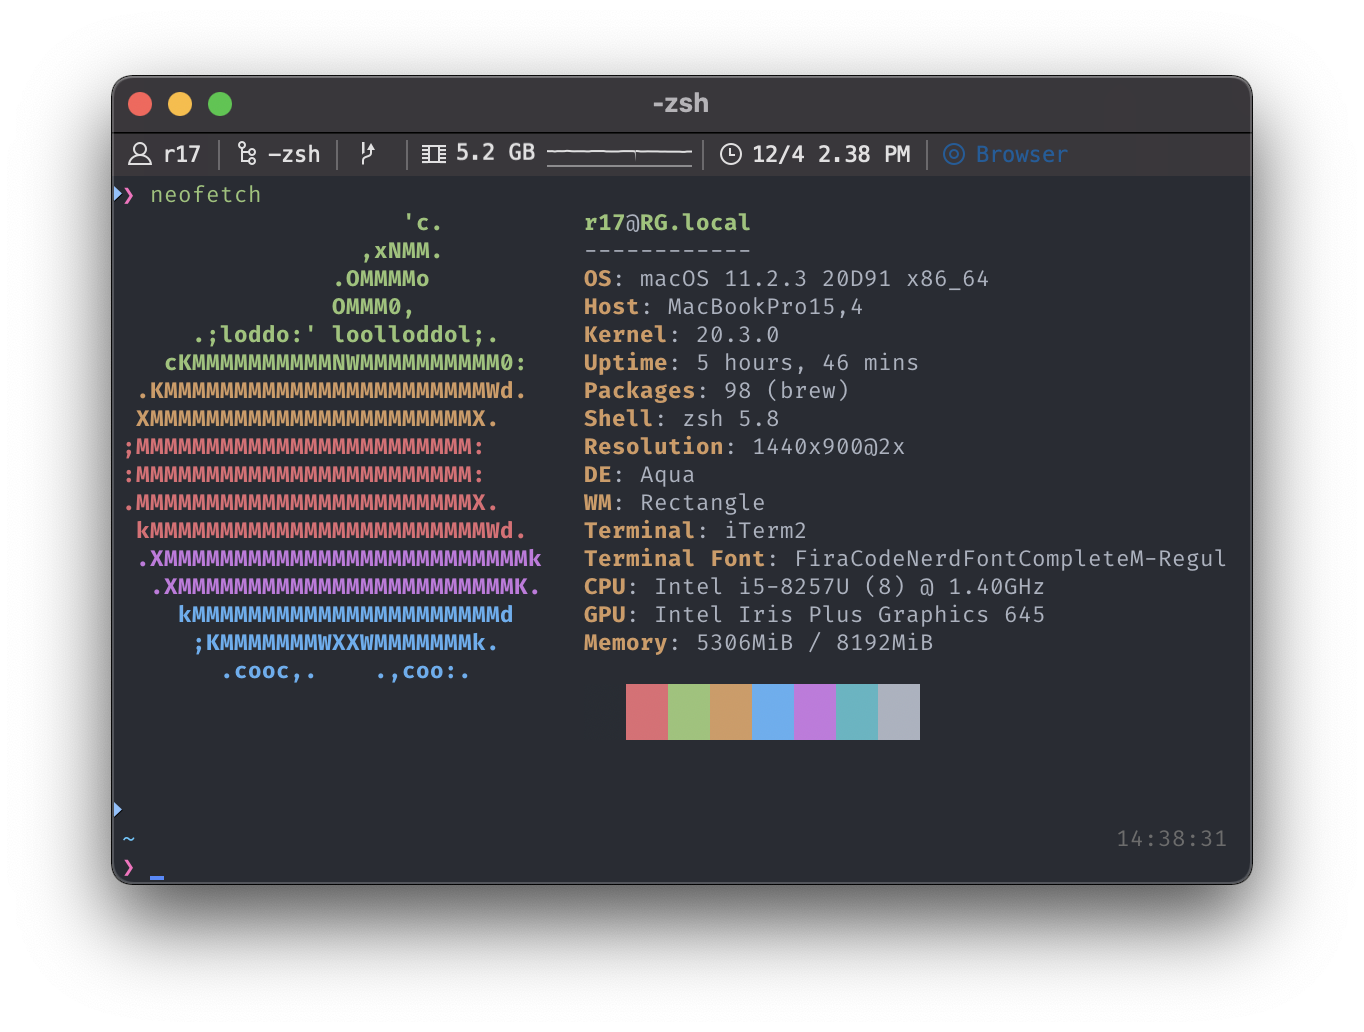 -zsh
r17 -zsh 5.2 GB 12/4 2.38 PM Browser
❯ neofetch
'c. r17@RG.local
,xNMM. ------------
.OMMMMo OS: macOS 11.2.3 20D91 x86_64
OMMM0, Host: MacBookPro15,4
.;loddo:' loolloddol;. Kernel: 20.3.0
cKMMMMMMMMMMNWMMMMMMMMMM0: Uptime: 5 hours, 46 mins
.KMMMMMMMMMMMMMMMMMMMMMMMWd. Packages: 98 (brew)
XMMMMMMMMMMMMMMMMMMMMMMMX. Shell: zsh 5.8
;MMMMMMMMMMMMMMMMMMMMMMMM: Resolution: 1440x900@2x
:MMMMMMMMMMMMMMMMMMMMMMMM: DE: Aqua
.MMMMMMMMMMMMMMMMMMMMMMMMX. WM: Rectangle
kMMMMMMMMMMMMMMMMMMMMMMMMWd. Terminal: iTerm2
.XMMMMMMMMMMMMMMMMMMMMMMMMMMk Terminal Font: FiraCodeNerdFontCompleteM-Regul
.XMMMMMMMMMMMMMMMMMMMMMMMMK. CPU: Intel i5-8257U (8) @ 1.40GHz
kMMMMMMMMMMMMMMMMMMMMMMd GPU: Intel Iris Plus Graphics 645
;KMMMMMMMWXXWMMMMMMMk. Memory: 5306MiB / 8192MiB
.cooc,. .,coo:.
~ 14:38:31
❯